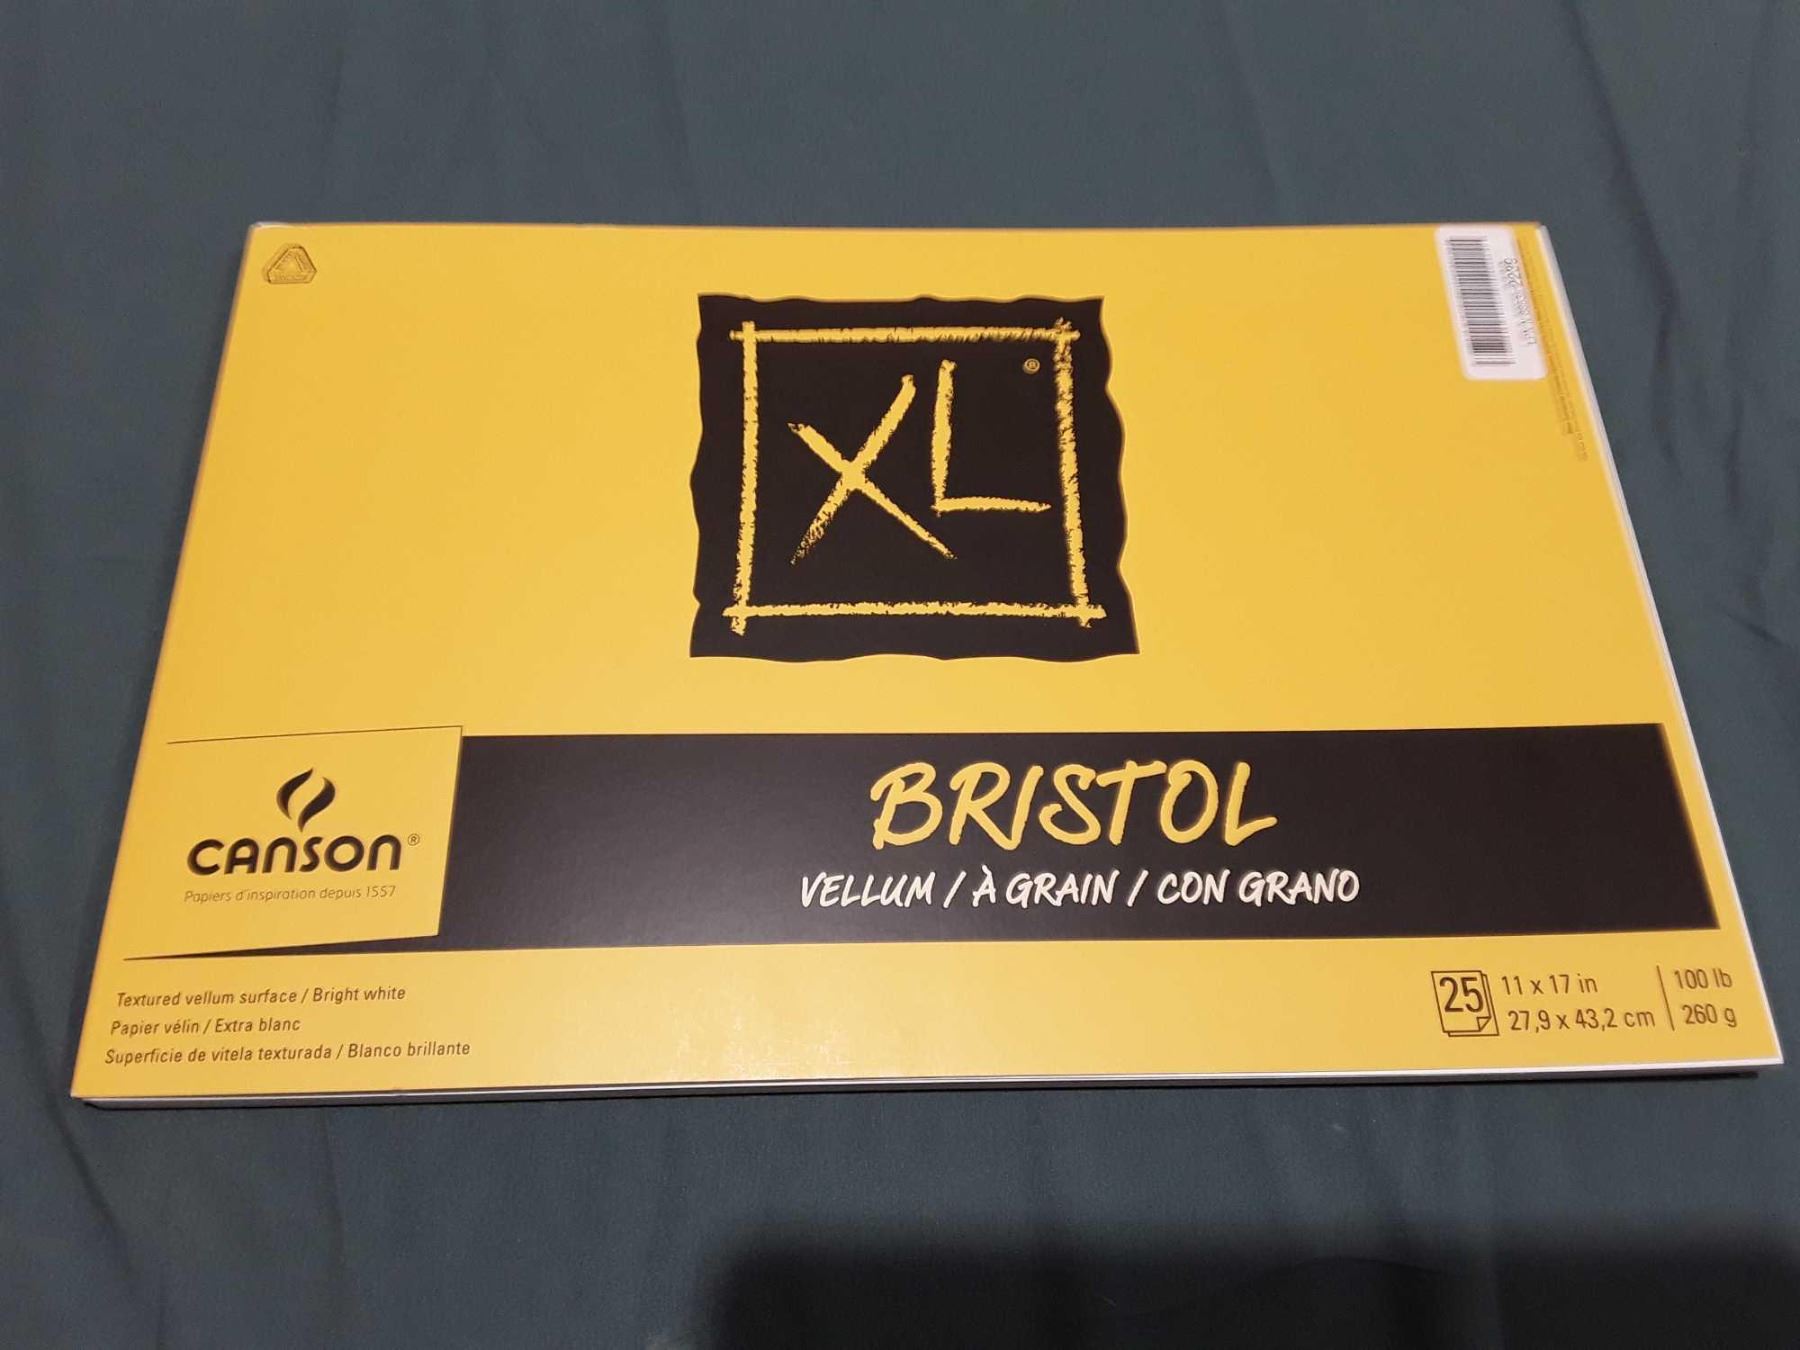 XL®
CANSON®
Papiers d'inspiration depuis 1557
BRISTOL
VELLUM / À GRAIN / CON GRANO
Textured vellum surface / Bright white
Papier vélin / Extra blanc
Superficie de vitela texturada / Blanco brillante
25
11 x 17 in
27,9 x 43,2 cm
100 lb
260 g